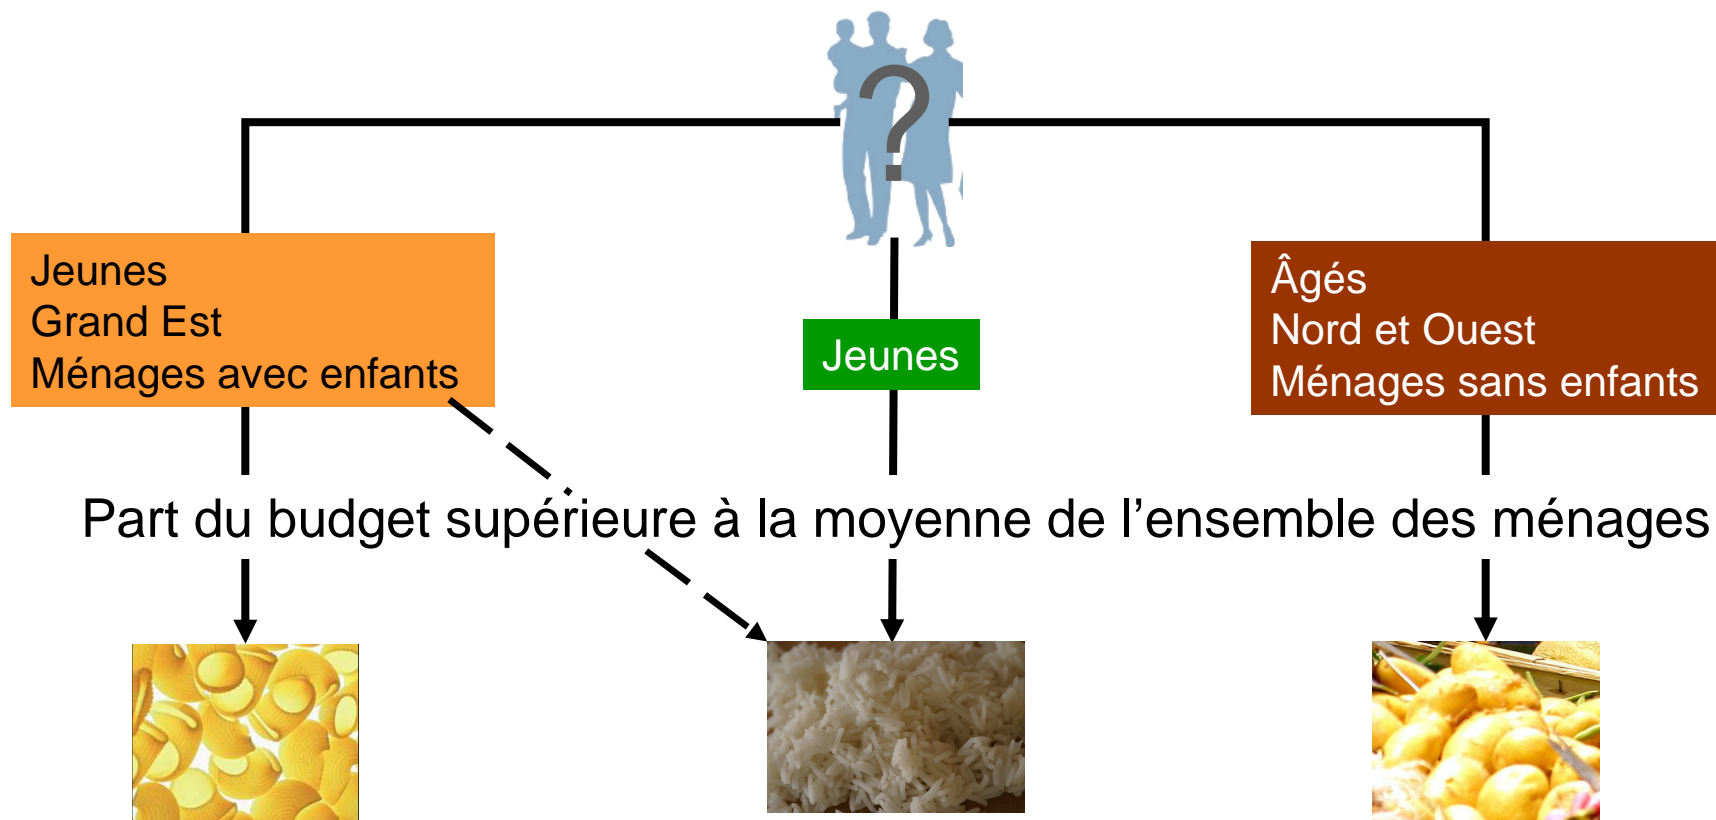 ?
Jeunes
Grand Est
Ménages avec enfants
Jeunes
Âgés
Nord et Ouest
Ménages sans enfants
Part du budget supérieure à la moyenne de l’ensemble des ménages